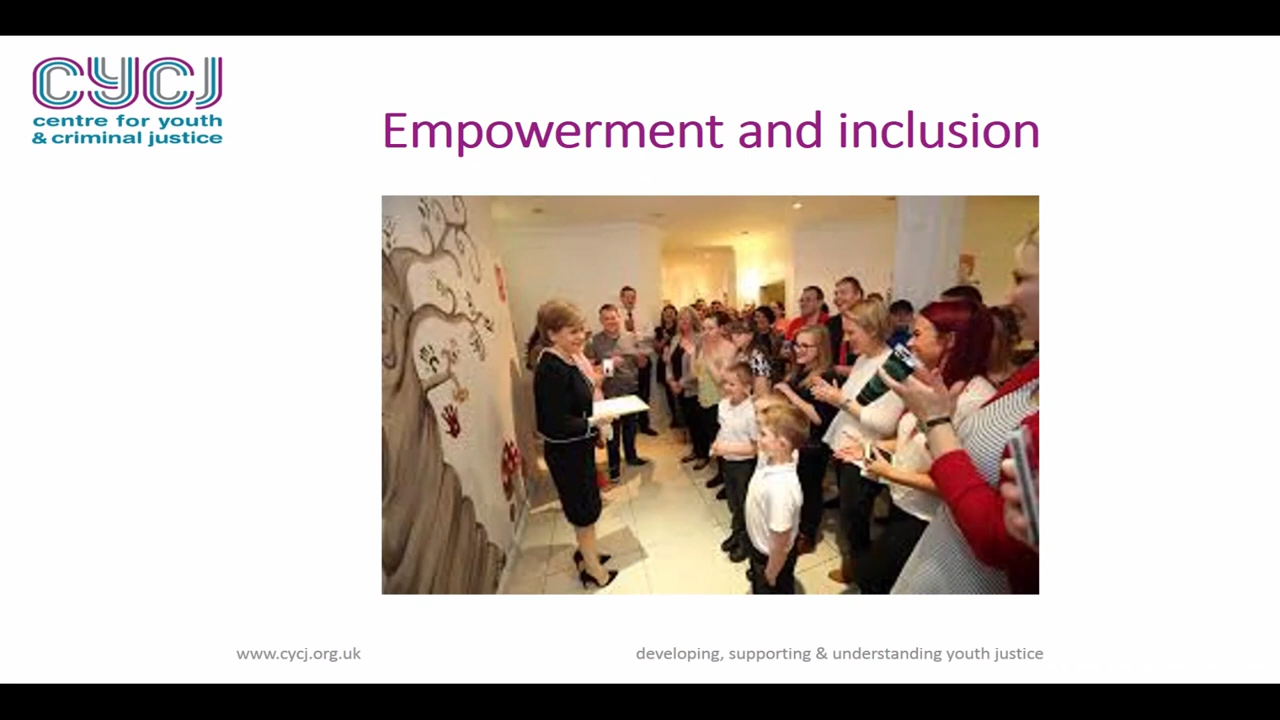 cycj
centre for youth
& criminal justice
Empowerment and inclusion
www.cycj.org.uk
developing, supporting & understanding youth justice